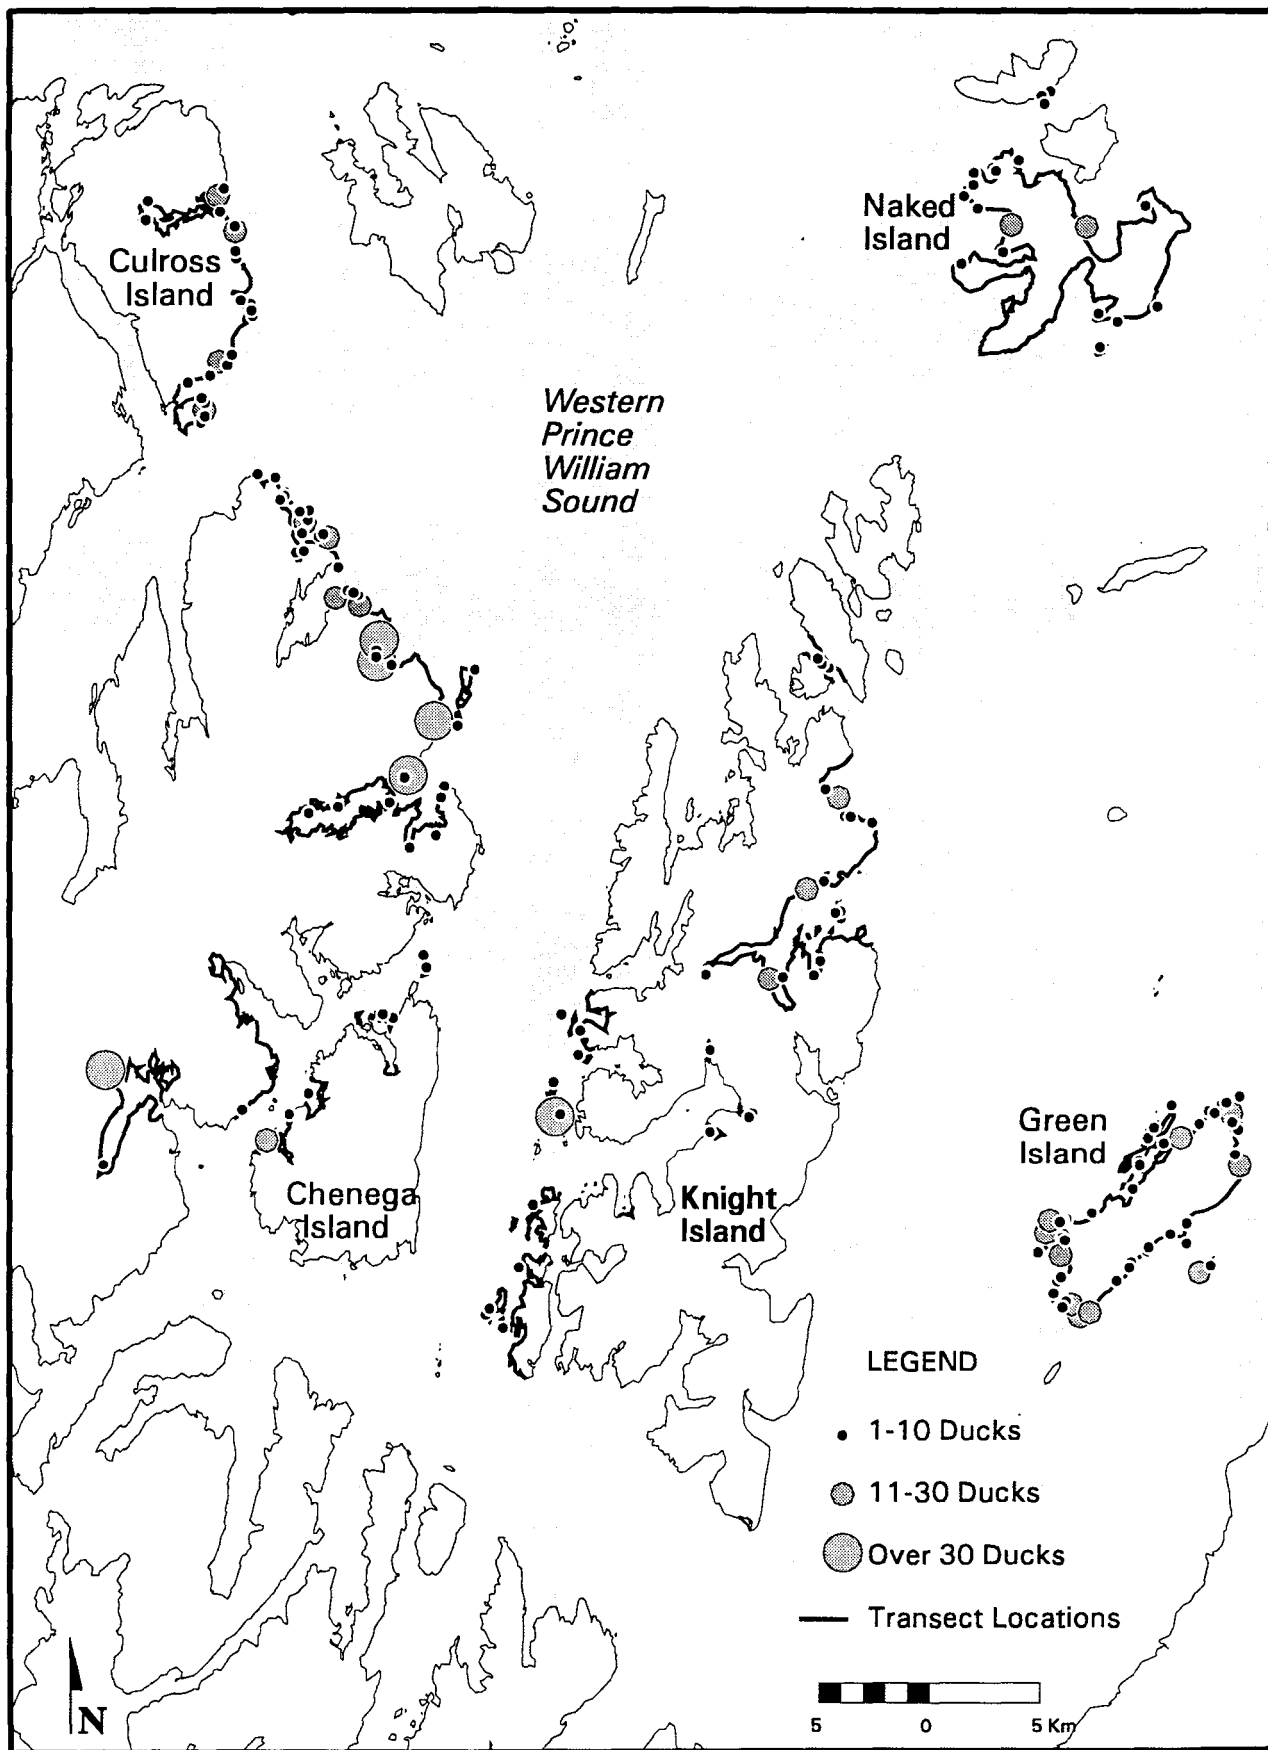 Naked
Island
Culross
Island
Western
Prince
William
Sound
Green
Island
Chenega
Island
Knight
Island
LEGEND
1-10 Ducks
11-30 Ducks
Over 30 Ducks
Transect Locations
N
5 0 5 Km